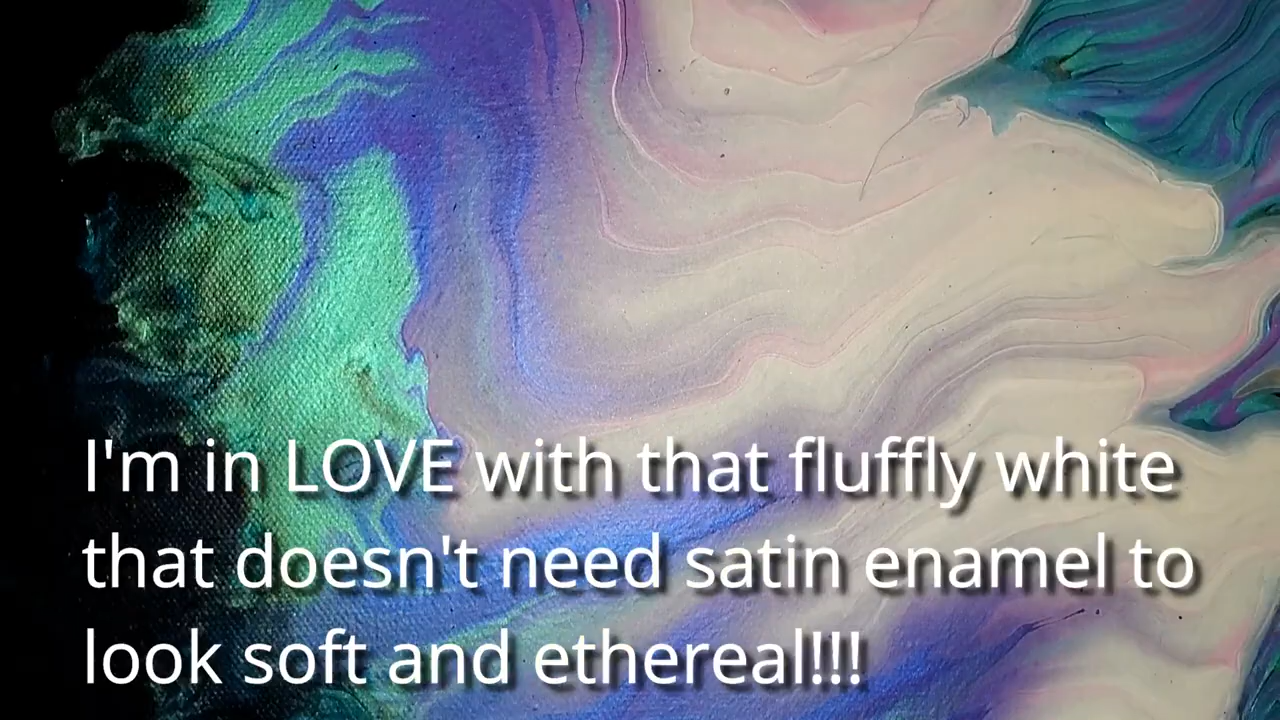 I'm in LOVE with that fluffly white
that doesn't need satin enamel to
look soft and ethereal!!!